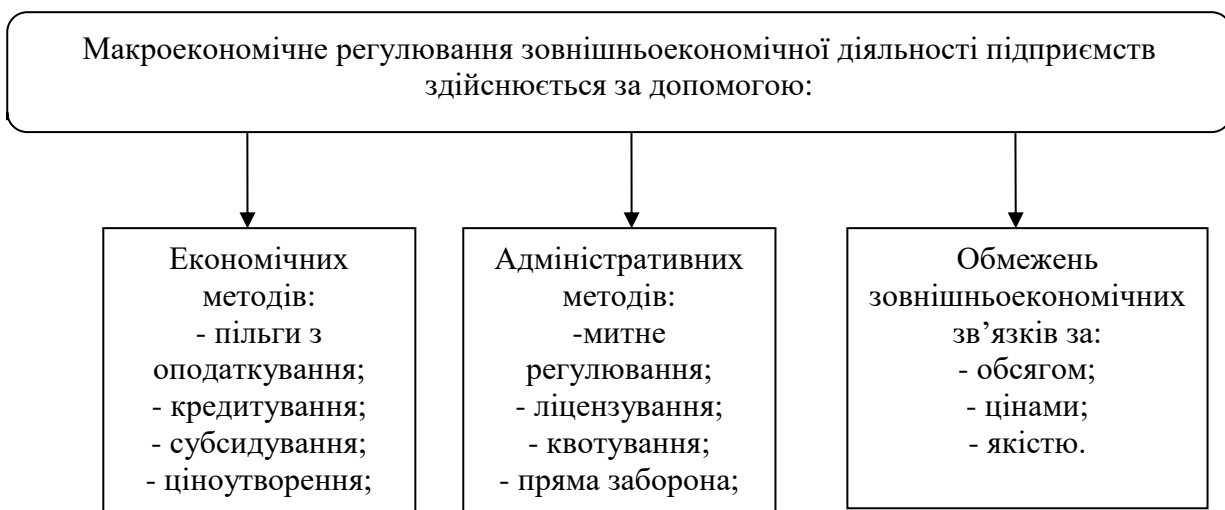 Макроекономічне регулювання зовнішньоекономічної діяльності підприємств
здійснюється за допомогою:
Економічних
методів:
- пільги з
оподаткування;
- кредитування;
- субсидування;
- ціноутворення;
Адміністративних
методів:
-митне
регулювання;
- ліцензування;
- квотування;
- пряма заборона;
Обмежень
зовнішньоекономічних
зв’язків за:
- обсягом;
- цінами;
- якістю.